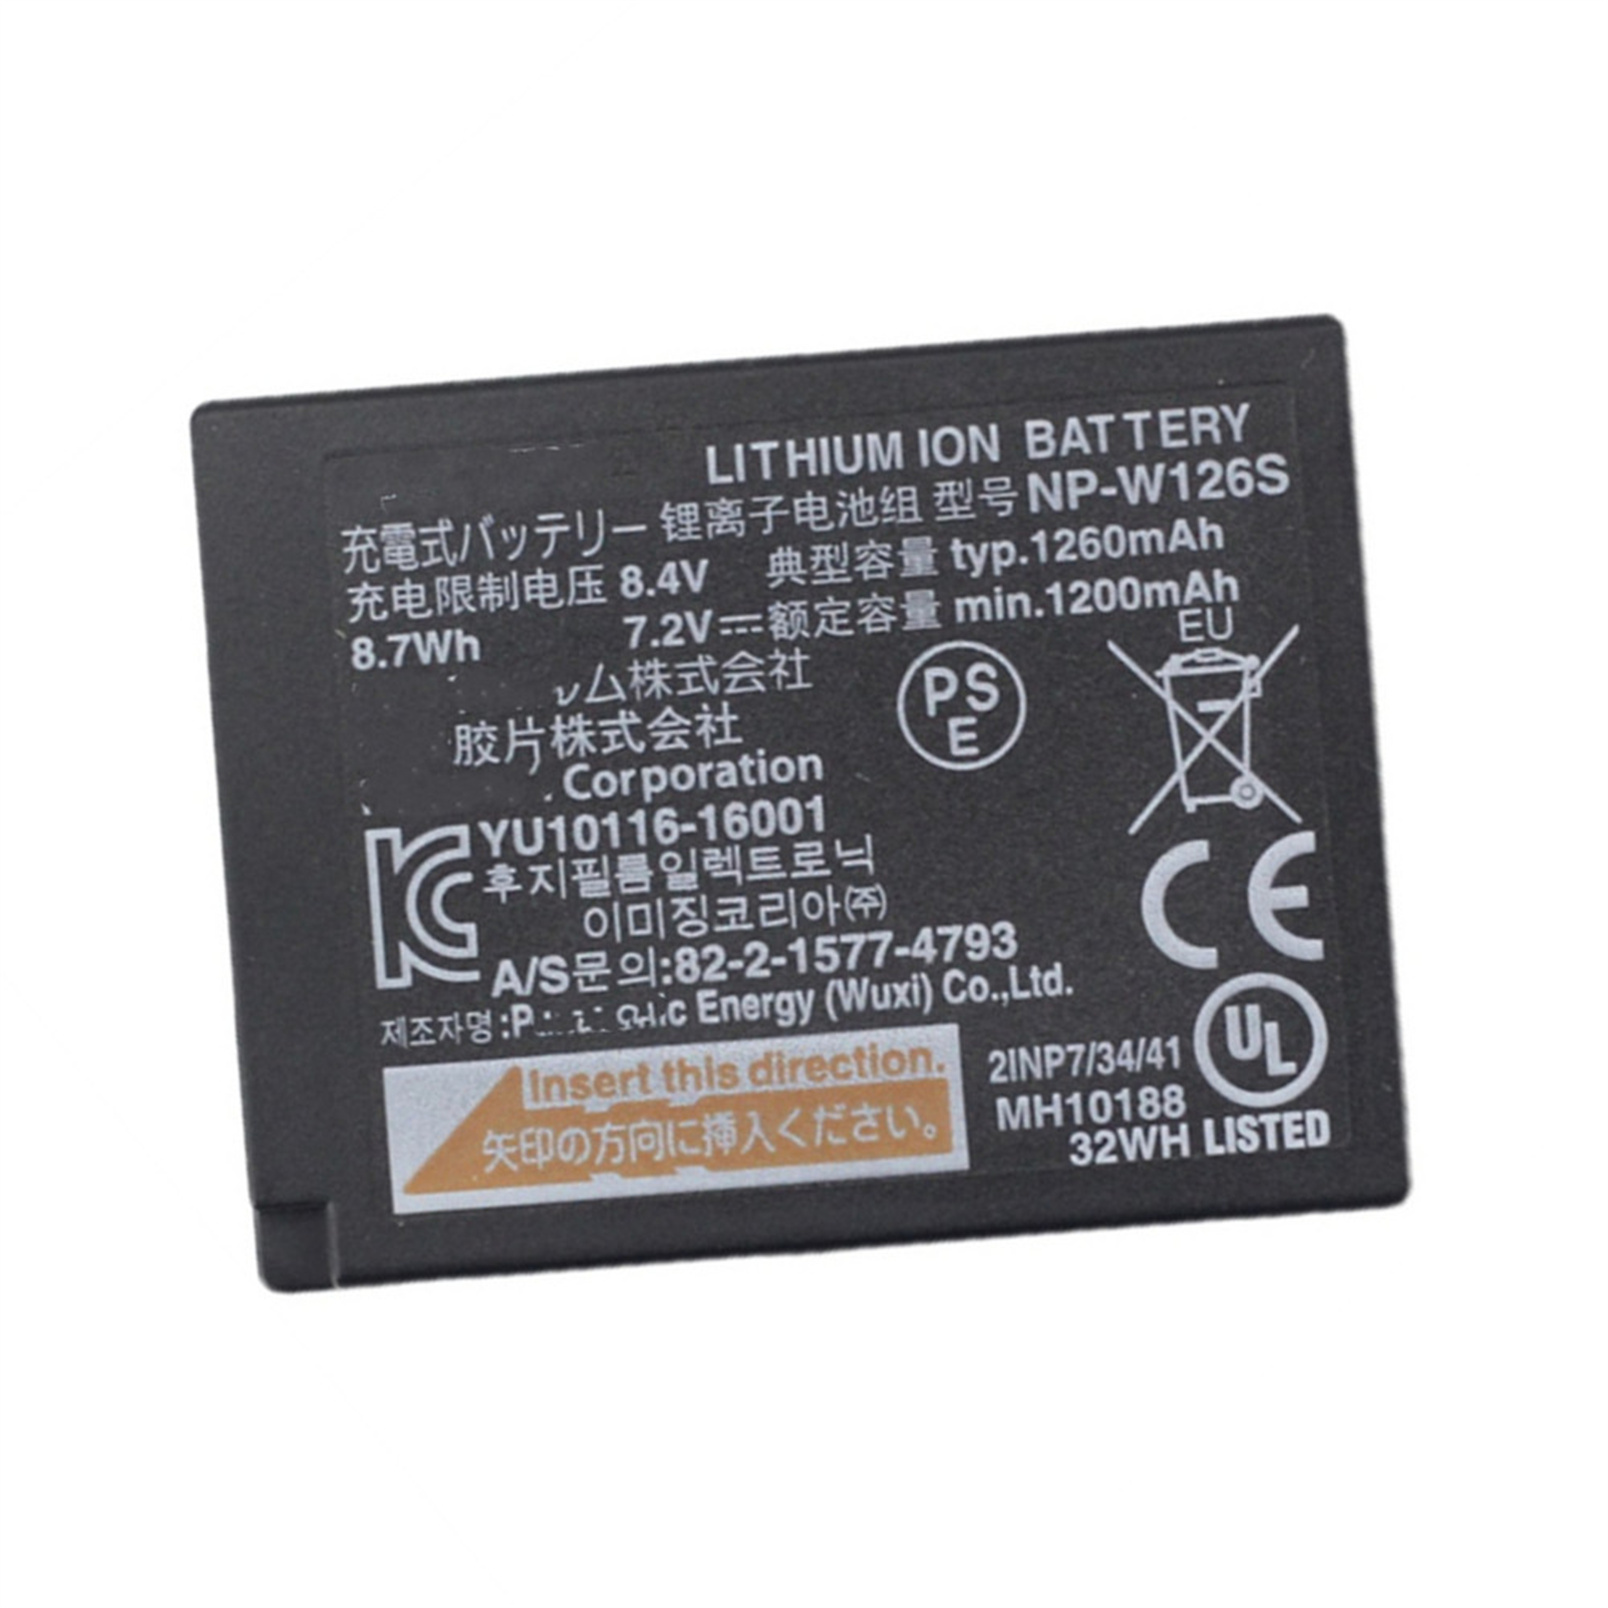 LITHIUM ION BATTERY
充電式バッテリー 锂离子电池组 型号 NP-W126S
充电限制电压 8.4V 典型容量 typ.1260mAh
8.7Wh 7.2V 额定容量 min.1200mAh
ム株式会社
胶片株式会社
Corporation
PS
E
EU
YU10116-16001
후지필름일렉트로닉
이미징코리아㈜
A/S문의:82-2-1577-4793
제조자명: Energy (Wuxi) Co.,Ltd.
CE
UL
Insert this direction.
矢印の方向に挿入ください。
2INP7/34/41
MH10188
32WH LISTED